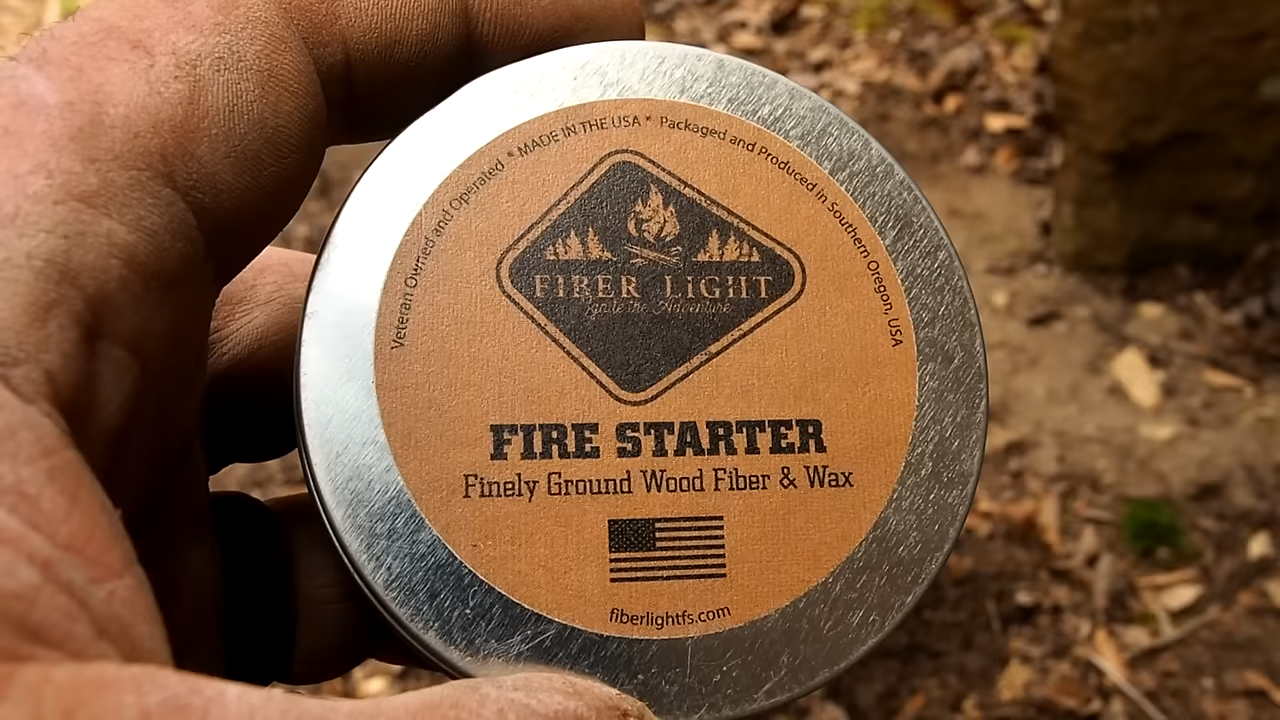 Veteran Owned and Operated * MADE IN THE USA * Packaged and Produced in Southern Oregon, USA
FIBER LiGHT
Ignite the Adventure
FIRE STARTER
Finely Ground Wood Fiber & Wax
fiberlightfs.com